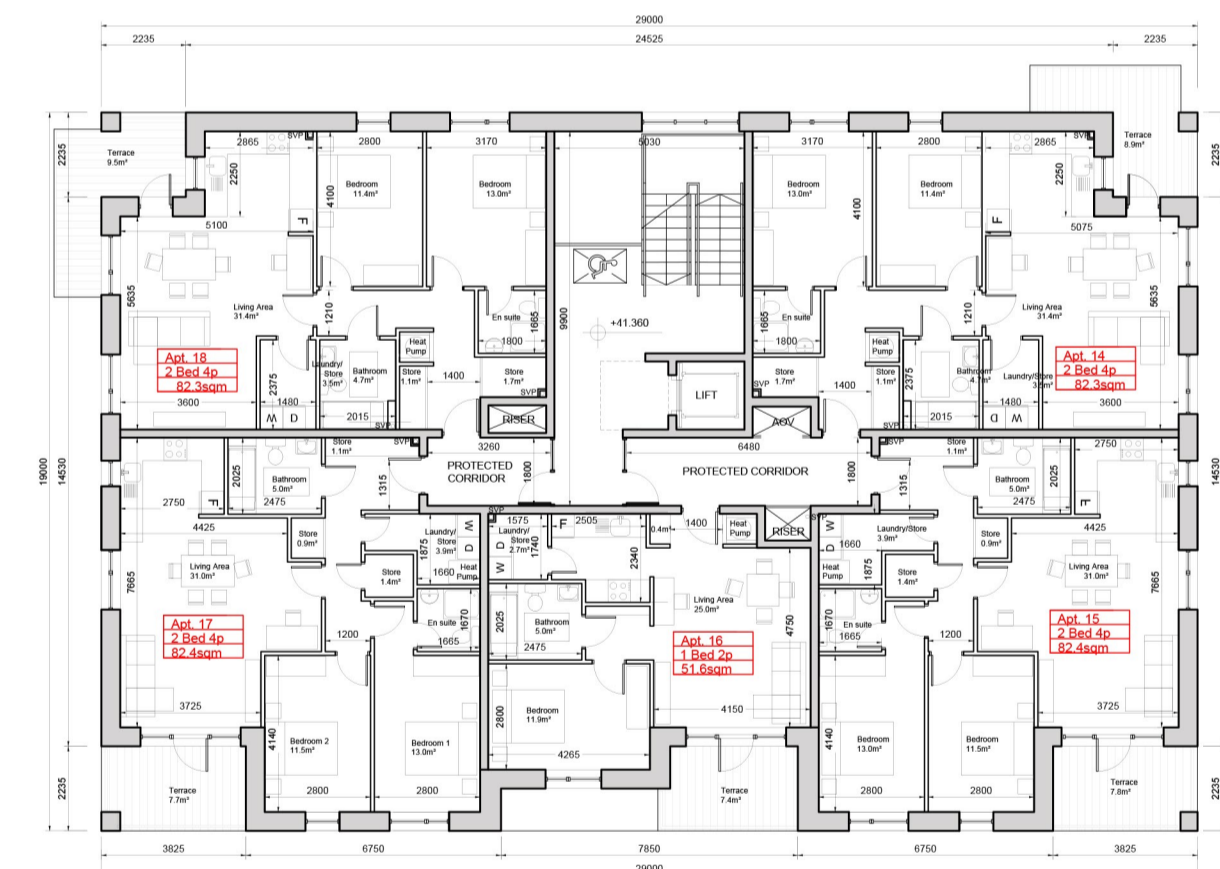 29000
2235
24525
2235
19000
14530
2235
2235
2235
14530
2235
Terrace
9.5m²
2865
SVP
2250
5100
2800
Bedroom
11.4m²
4100
3170
Bedroom
13.0m²
5030
3170
Bedroom
13.0m²
4100
2800
Bedroom
11.4m²
2865
SVP
2250
5075
Terrace
8.9m²
F
F
5635
Living Area
31.4m²
1210
En suite
1665
1800
9900
+41.360
En suite
1665
1800
1210
Living Area
31.4m²
5635
Apt. 18
2 Bed 4p
82.3sqm
3600
2375
Laundry/
Store
3.5m²
1480
W
D
Bathroom
4.7m²
2015
SVP
Heat
Pump
Store
1.1m²
1400
Store
1.7m²
SVP
RISER
LIFT
AOV
SVP
Store
1.7m²
1400
Heat
Pump
Store
1.1m²
SVP
2375
Bathroom
4.7m²
2015
Laundry/Store
3.5m²
1480
D
W
Apt. 14
2 Bed 4p
82.3sqm
3600
3260
PROTECTED
CORRIDOR
1800
6480
PROTECTED CORRIDOR
1800
2750
F
2025
Bathroom
5.0m²
2475
Store
1.1m²
SVP
1315
4425
Store
0.9m²
Living Area
31.0m²
7665
Apt. 17
2 Bed 4p
82.4sqm
3725
1200
Store
1.4m²
Laundry/
Store
3.9m²
1875
1660
W
D
Heat
Pump
En suite
1670
1665
4140
Bedroom 2
11.5m²
2800
Bedroom 1
13.0m²
2800
Terrace
7.7m²
SVP
1575
Laundry/
Store
2.7m²
1740
D
W
F
2505
2340
0.4m²
1400
Heat
Pump
RISER
SVP
2025
Bathroom
5.0m²
2475
Living Area
25.0m²
4750
Apt. 16
1 Bed 2p
51.6sqm
4150
2800
Bedroom
11.9m²
4265
Terrace
7.4m²
SVP
Store
1.1m²
1315
Bathroom
5.0m²
2475
2025
2750
F
4425
W
D
1660
Laundry/Store
3.9m²
1875
Heat
Pump
Store
0.9m²
Store
1.4m²
Living Area
31.0m²
7665
Apt. 15
2 Bed 4p
82.4sqm
3725
1670
En suite
1665
1200
4140
Bedroom
13.0m²
2800
Bedroom
11.5m²
2800
Terrace
7.8m²
3825
6750
7850
6750
3825
29000